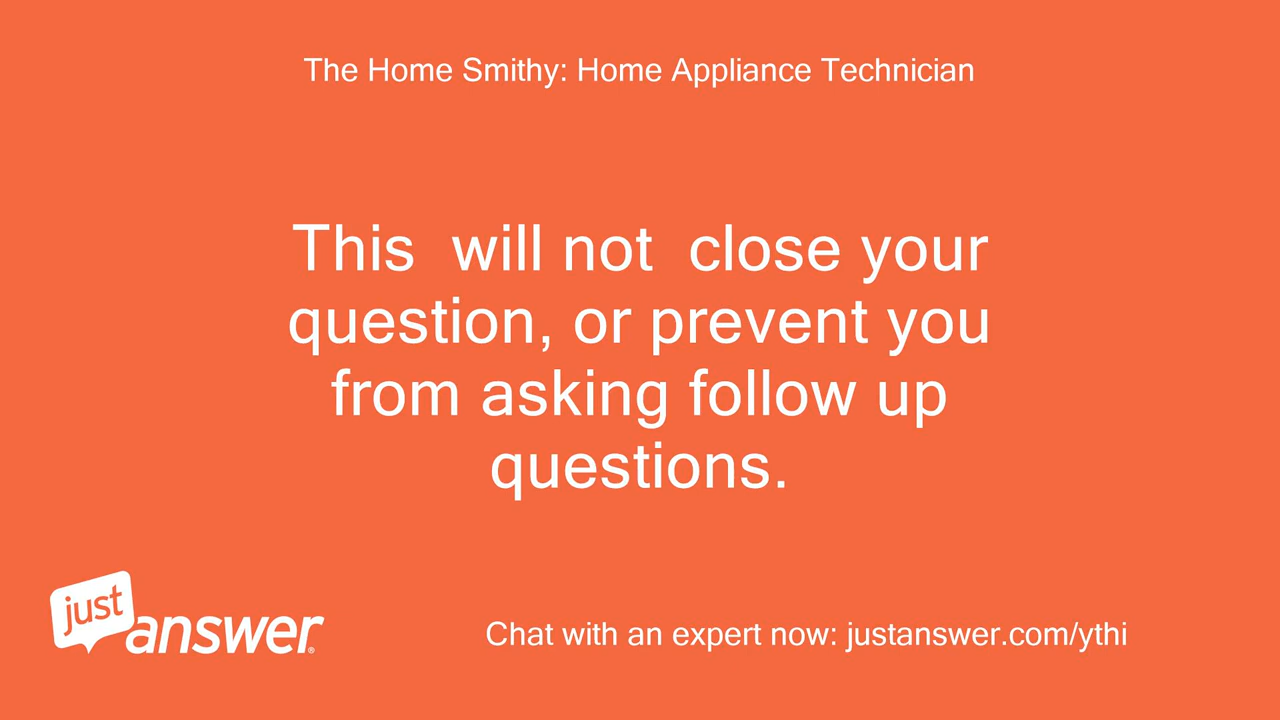 The Home Smithy: Home Appliance Technician
This  will not  close your
question, or prevent you
from asking follow up
questions.
just
answer®
Chat with an expert now: justanswer.com/ythi